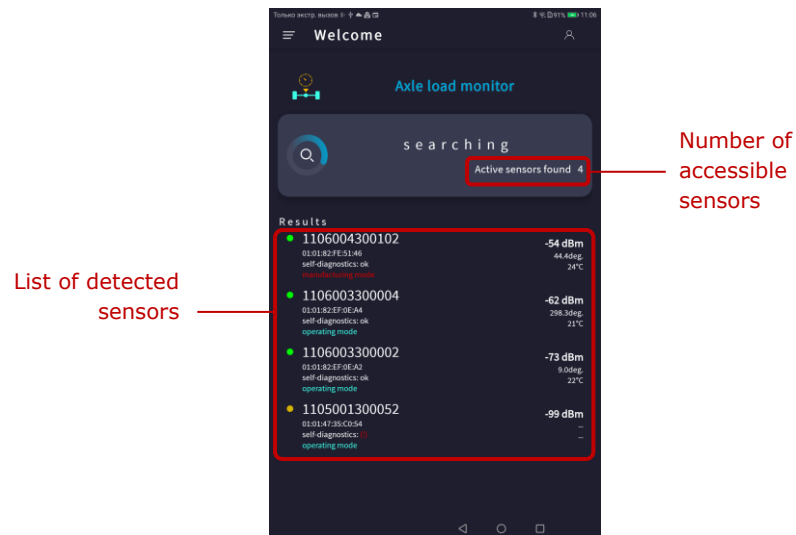 Только экстр. вызов
91% 11:06
Welcome
Axle load monitor
searching
Active sensors found 4
Number of
accessible
sensors
Results
1106004300102 -54 dBm
01:01:82:FE:51:46 44.4deg.
self-diagnostics: ok 24°C
manufacturing mode
List of detected
sensors
1106003300004 -62 dBm
01:01:82:EF:0E:A4 298.3deg.
self-diagnostics: ok 21°C
operating mode
1106003300002 -73 dBm
01:01:82:EF:0E:A2 9.0deg.
self-diagnostics: ok 22°C
operating mode
1105001300052 -99 dBm
01:01:47:35:C0:54 --
self-diagnostics: --
operating mode